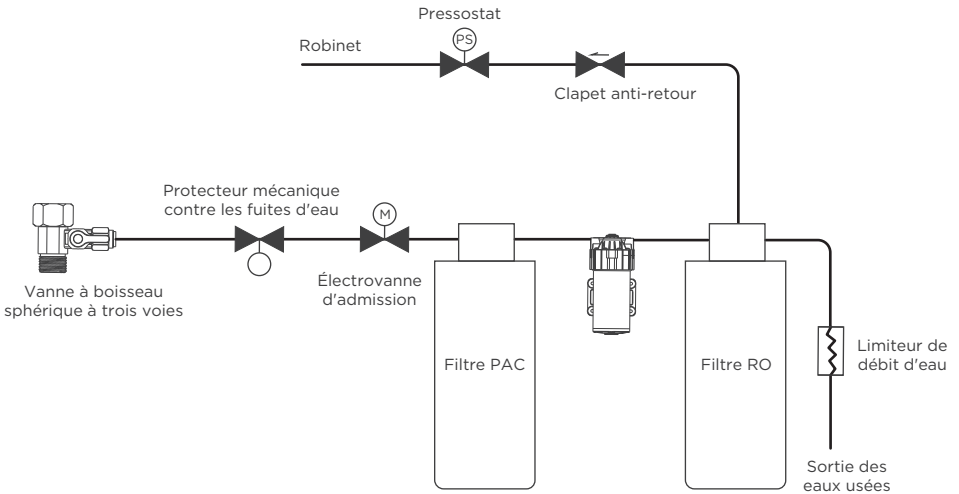 Pressostat
PS
Robinet
Clapet anti-retour
Protecteur mécanique
contre les fuites d'eau
M
Électrovanne
d'admission
Vanne à boisseau
sphérique à trois voies
Filtre PAC
Filtre RO
Limiteur de
débit d'eau
Sortie des
eaux usées